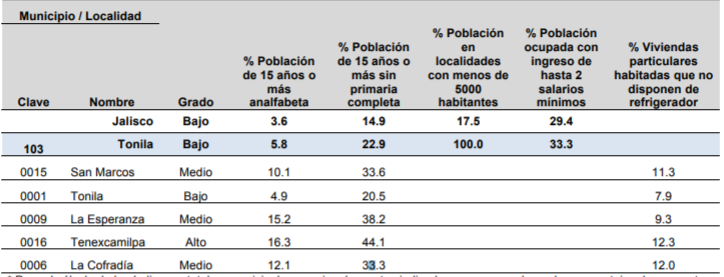 Municipio / Localidad
Clave Nombre Grado % Población de 15 años o más analfabeta % Población de 15 años o más sin primaria completa % Población en localidades con menos de 5000 habitantes % Población ocupada con ingreso de hasta 2 salarios mínimos % Viviendas particulares habitadas que no disponen de refrigerador
Jalisco Bajo 3.6 14.9 17.5 29.4
103 Tonila Bajo 5.8 22.9 100.0 33.3
0015 San Marcos Medio 10.1 33.6 11.3
0001 Tonila Bajo 4.9 20.5 7.9
0009 La Esperanza Medio 15.2 38.2 9.3
0016 Tenexcamilpa Alto 16.3 44.1 12.3
0006 La Cofradía Medio 12.1 33.3 12.0